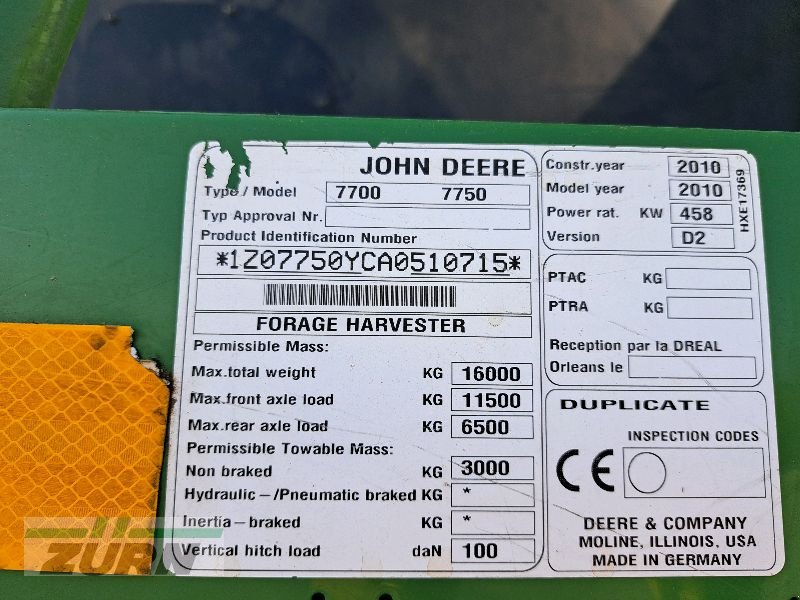 JOHN DEERE
Type / Model 7700 7750
Typ Approval Nr.
Product Identification Number
*1Z07750YCA0510715*
FORAGE HARVESTER
Permissible Mass:
Max.total weight KG 16000
Max.front axle load KG 11500
Max.rear axle load KG 6500
Permissible Towable Mass:
Non braked KG 3000
Hydraulic –/Pneumatic braked KG *
Inertia – braked KG *
Vertical hitch load daN 100
Constr.year 2010
Model year 2010
Power rat. KW 458
Version D2
HXE17369
PTAC KG
PTRA KG
Reception par la DREAL
Orleans le
DUPLICATE
INSPECTION CODES
CE
DEERE & COMPANY
MOLINE, ILLINOIS, USA
MADE IN GERMANY
ZÜRN